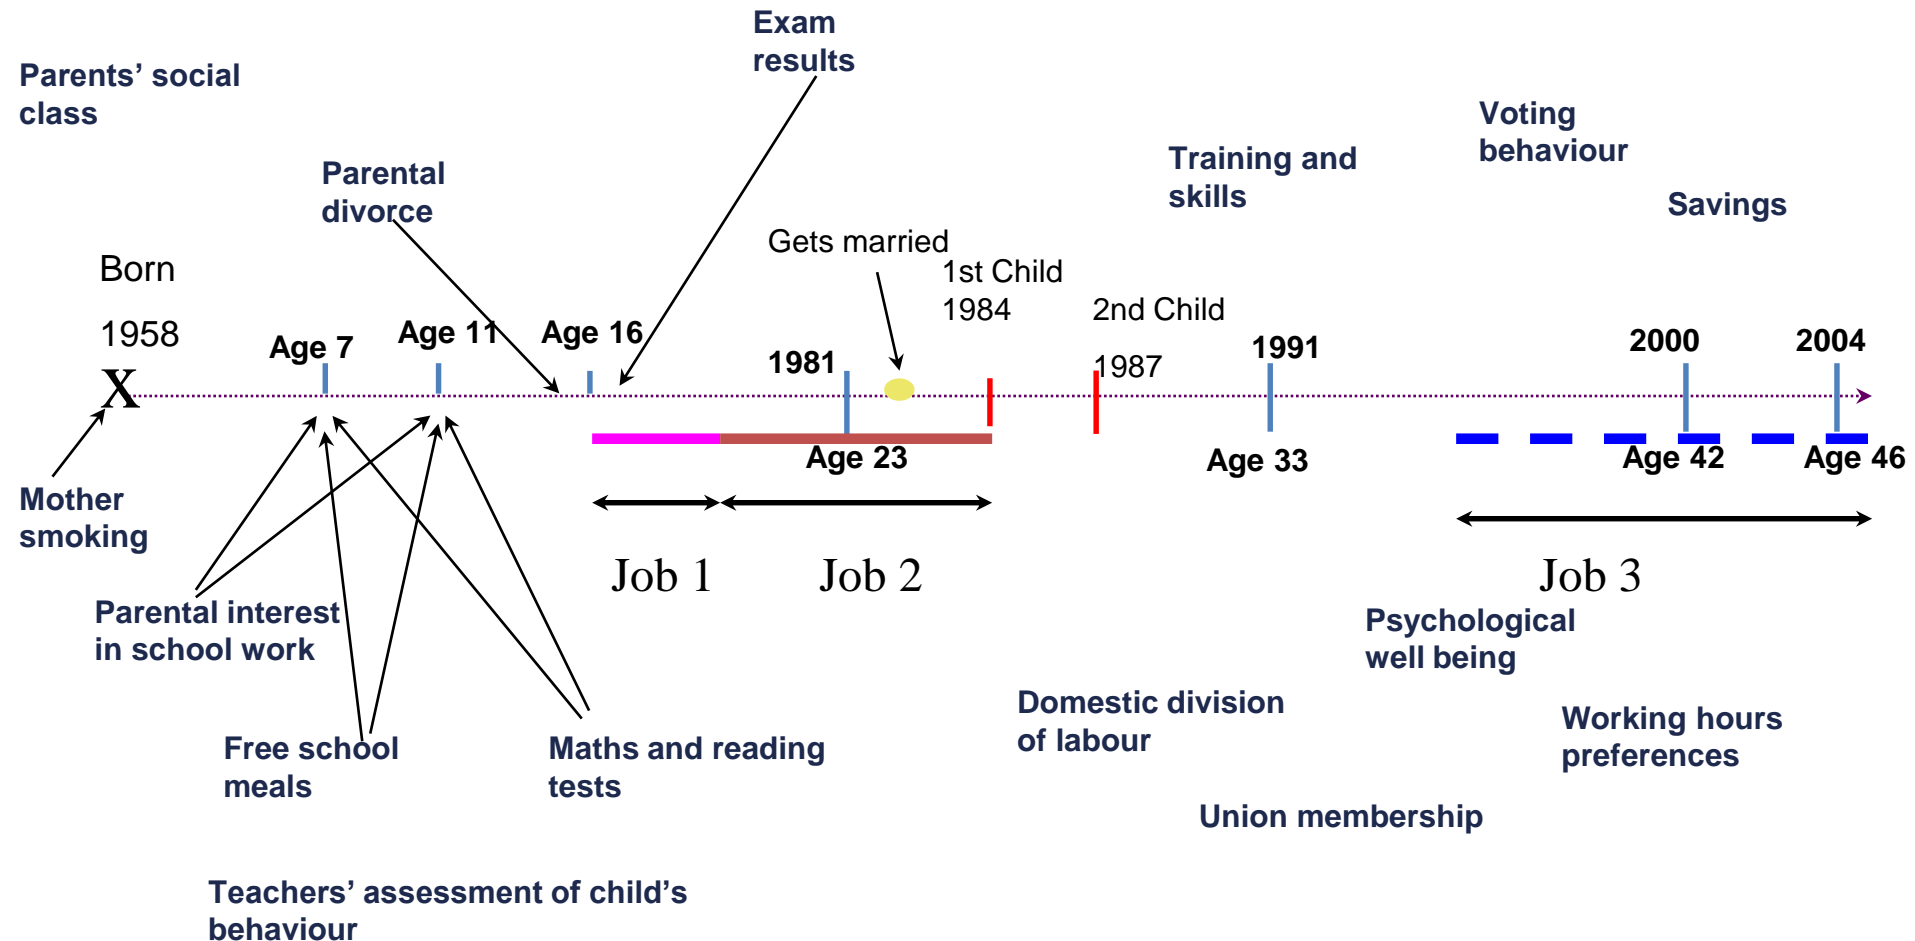 Exam
results
Parents’ social
class
Voting
behaviour
Training and
skills
Parental
divorce
Savings
Gets married
Born
1958
1st Child
1984
2nd Child
1987
Age 7
Age 11
Age 16
1981
1991
2000
2004
X
Age 23
Age 33
Age 42
Age 46
Mother
smoking
Job 1
Job 2
Job 3
Parental interest
in school work
Psychological
well being
Domestic division
of labour
Working hours
preferences
Free school
meals
Maths and reading
tests
Union membership
Teachers’ assessment of child’s
behaviour